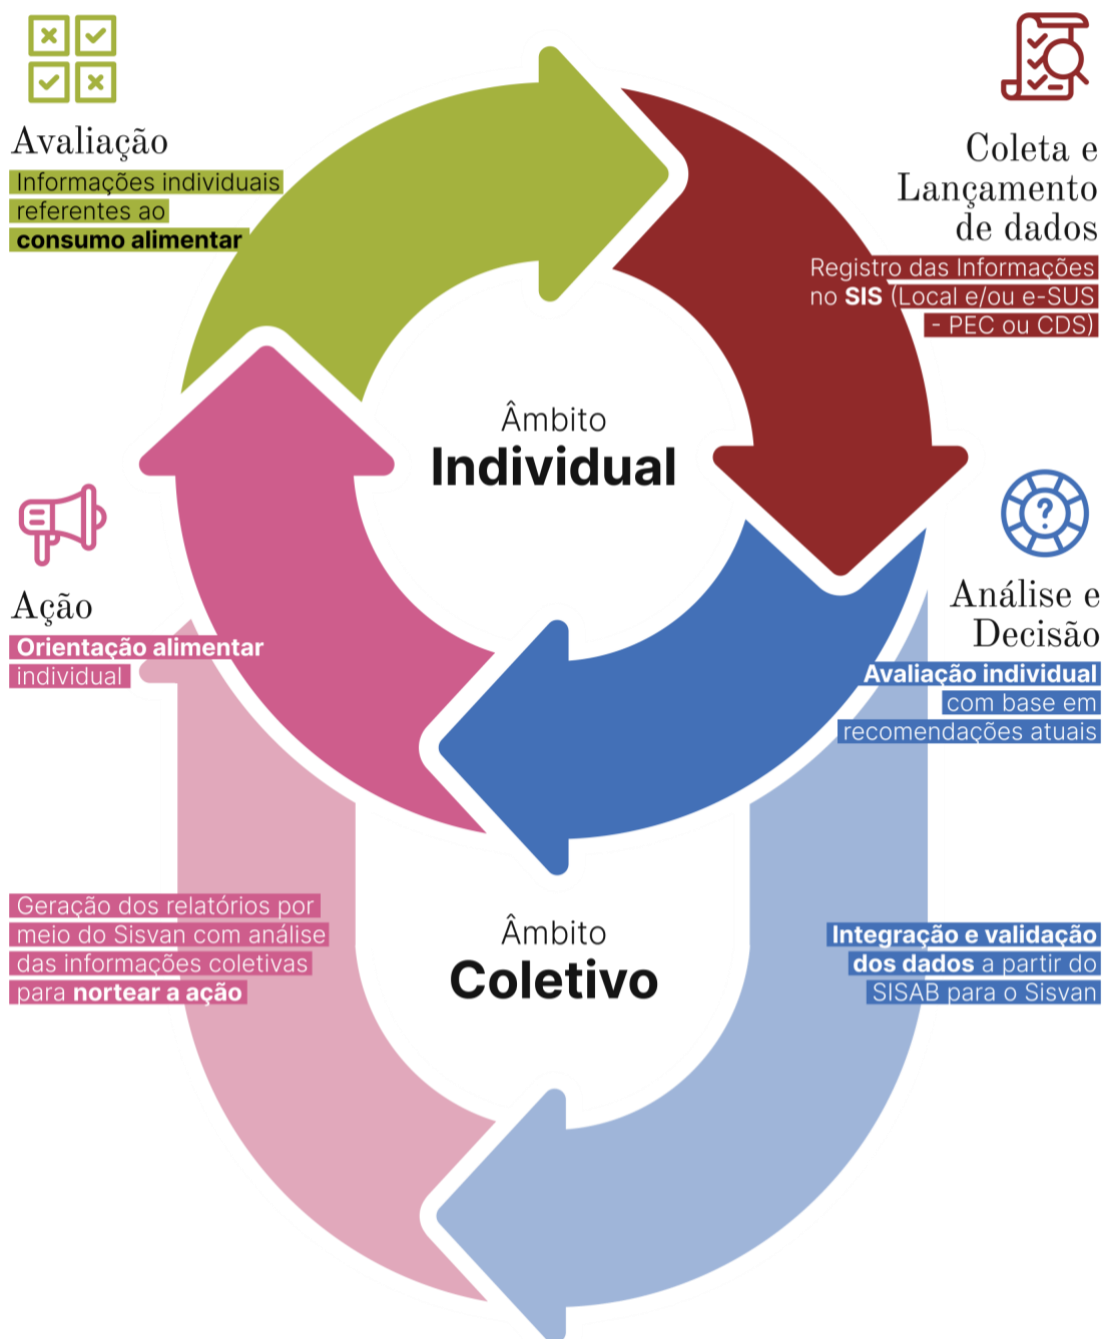 Avaliação
Informações individuais
referentes ao
consumo alimentar
Coleta e
Lançamento
de dados
Registro das Informações
no SIS (Local e/ou e-SUS
- PEC ou CDS)
Âmbito
Individual
Ação
Orientação alimentar
individual
?
Análise e
Decisão
Avaliação individual
com base em
recomendações atuais
Geração dos relatórios por
meio do Sisvan com análise
das informações coletivas
para nortear a ação
Âmbito
Coletivo
Integração e validação
dos dados a partir do
SISAB para o Sisvan